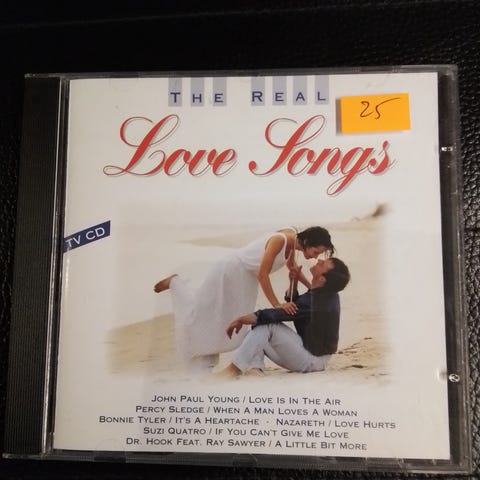 THE REAL
25
Love Songs
TV CD
JOHN PAUL YOUNG / LOVE IS IN THE AIR
PERCY SLEDGE / WHEN A MAN LOVES A WOMAN
BONNIE TYLER / IT'S A HEARTACHE · NAZARETH / LOVE HURTS
SUZI QUATRO / IF YOU CAN'T GIVE ME LOVE
DR. HOOK FEAT. RAY SAWYER / A LITTLE BIT MORE